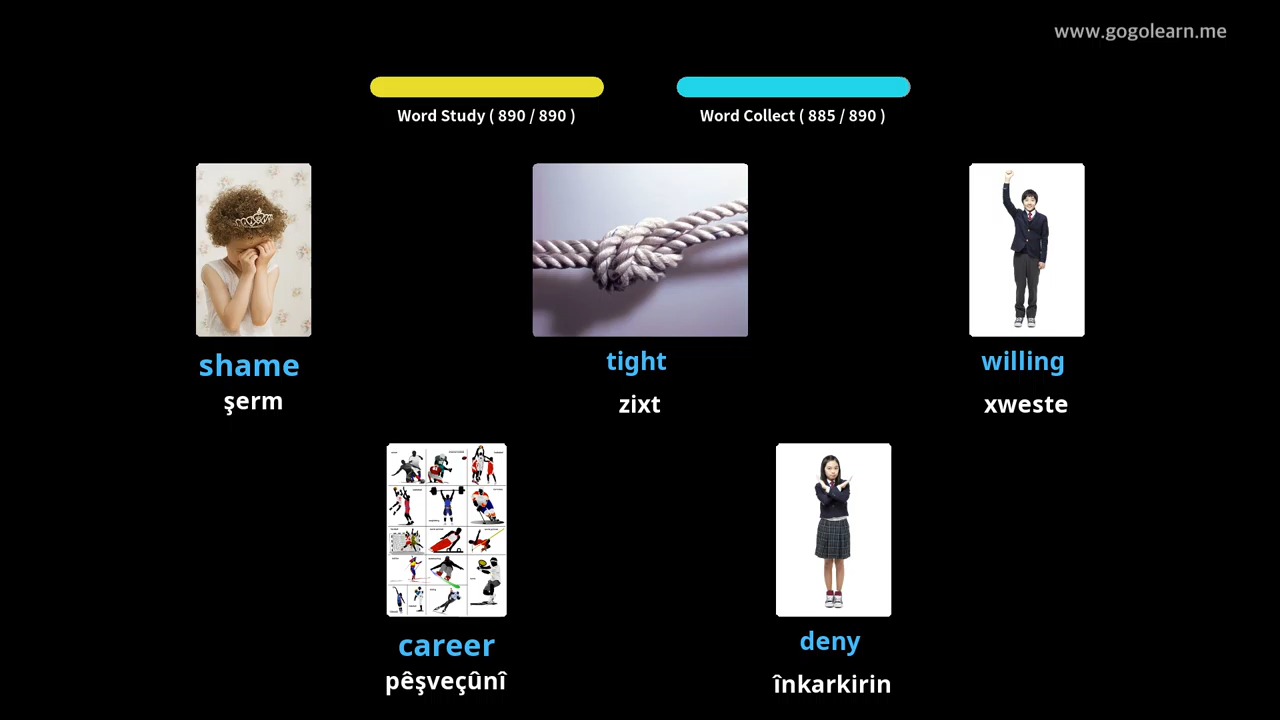 www.gogolearn.me
Word Study ( 890 / 890 )
Word Collect ( 885 / 890 )
shame
şerm
tight
zixt
willing
xweste
career
pêşveçûnî
deny
înkarkirin